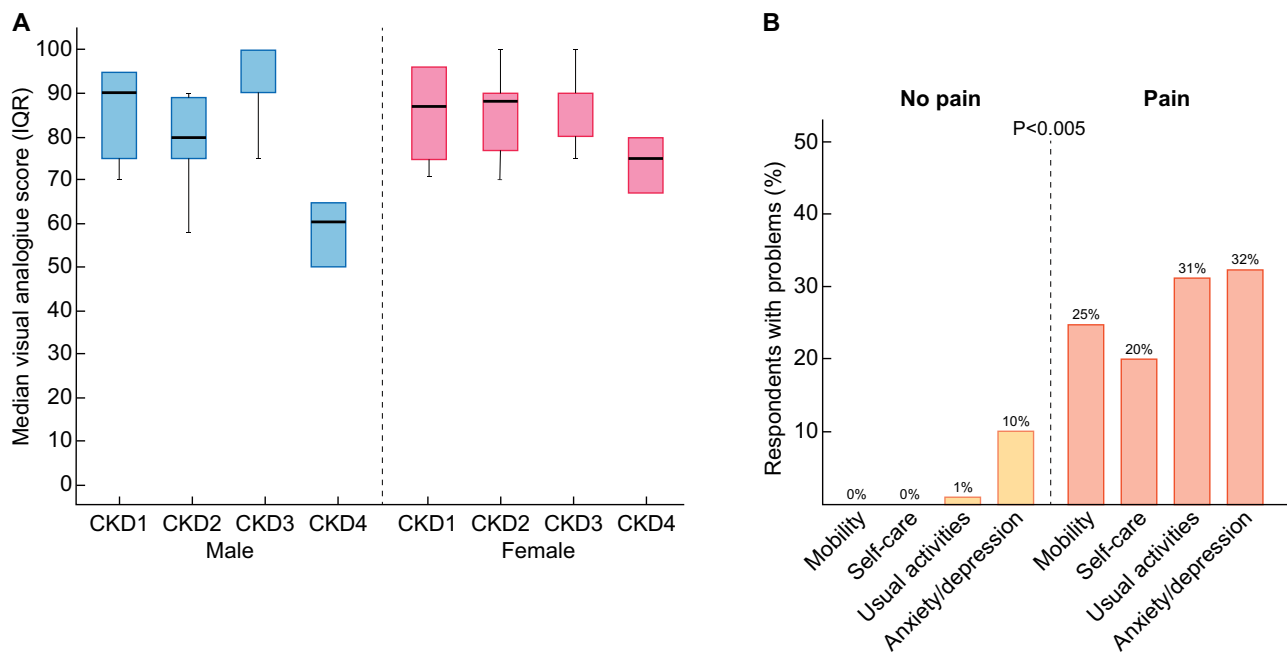 A
Median visual analogiue score (IQR)
100
90
80
70
60
50
40
30
20
10
0
CKD1 CKD2 CKD3 CKD4 CKD1 CKD2 CKD3 CKD4
Male Female
B
No pain Pain
P<0.005
Respondents with problems (%)
50
40
30
20
10
0% 0% 1% 10% 25% 20% 31% 32%
Mobility
Self-care
Usual activities
Anxiety/depression
Mobility
Self-care
Usual activities
Anxiety/depression